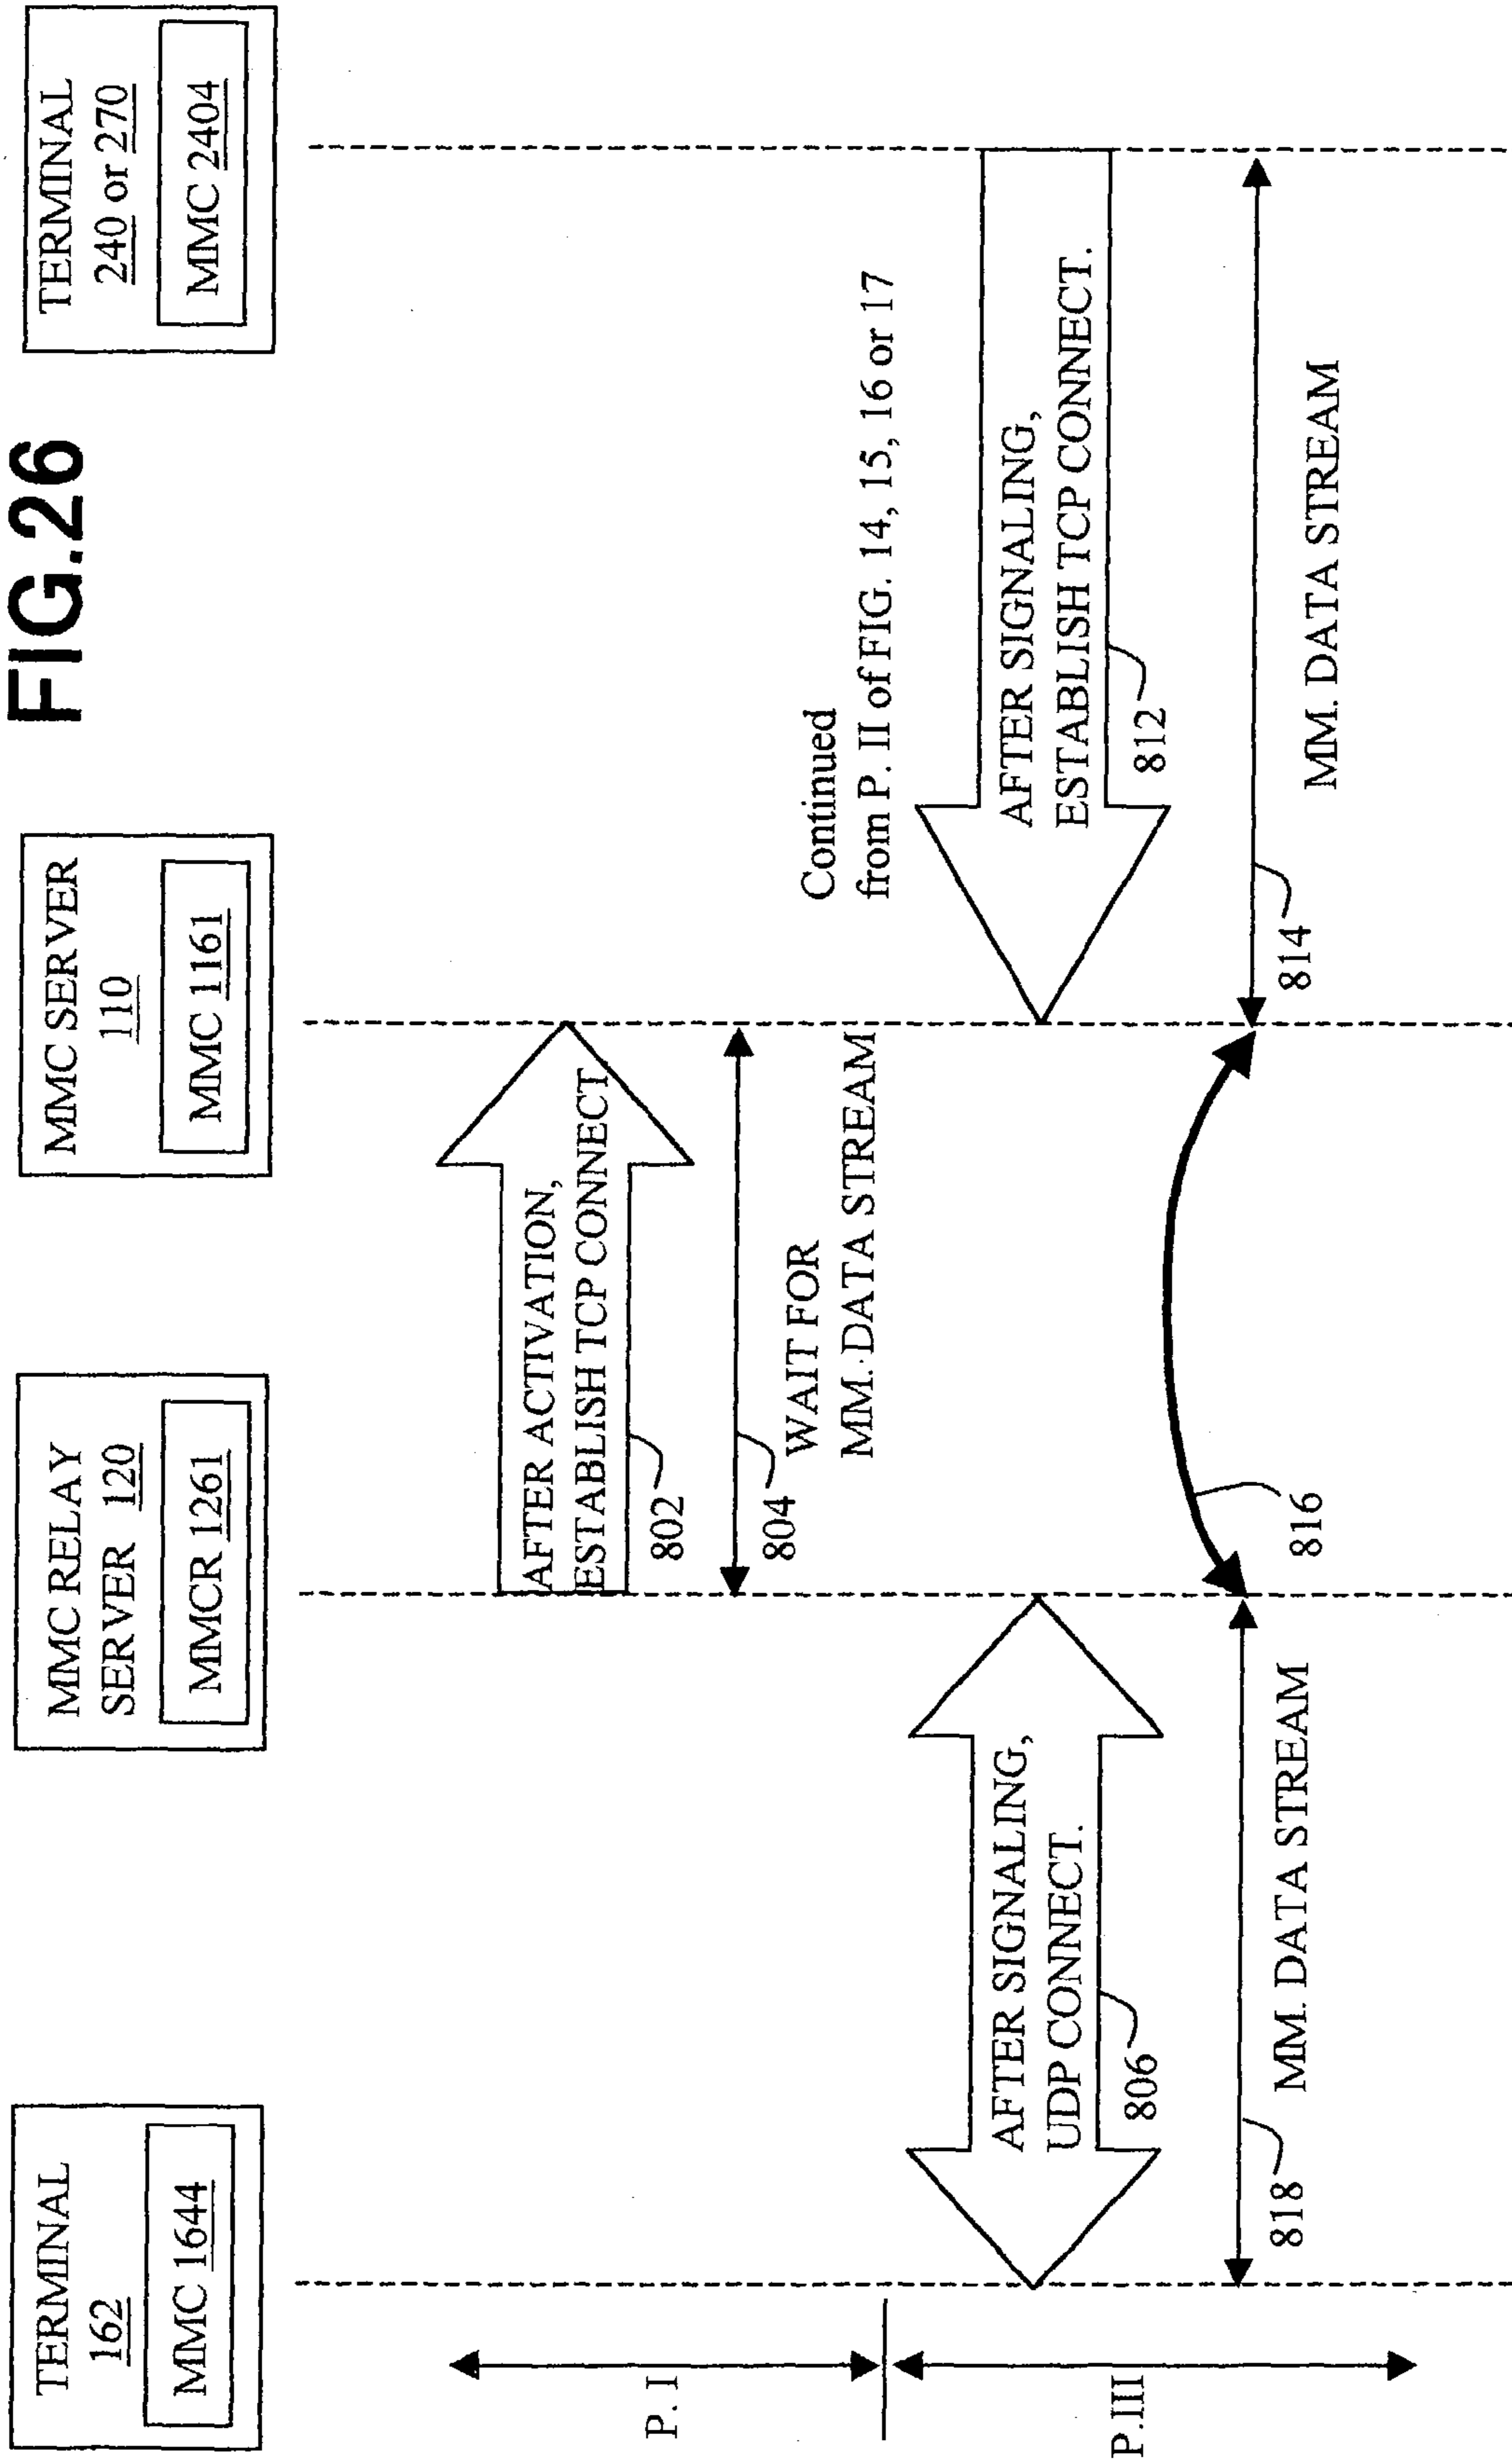 FIG.26
TERMINAL
162
MMC 1644
MMC RELAY
SERVER 120
MMCR 1261
MMC SERVER
110
MMC 1161
TERMINAL
240 or 270
MMC 2404
P. I
AFTER ACTIVATION,
ESTABLISH TCP CONNECT
802
804
WAIT FOR
MM. DATA STREAM
Continued
from P. II of FIG. 14, 15, 16 or 17
P.III
AFTER SIGNALING,
UDP CONNECT.
806
AFTER SIGNALING,
ESTABLISH TCP CONNECT.
812
818
MM. DATA STREAM
816
814
MM. DATA STREAM